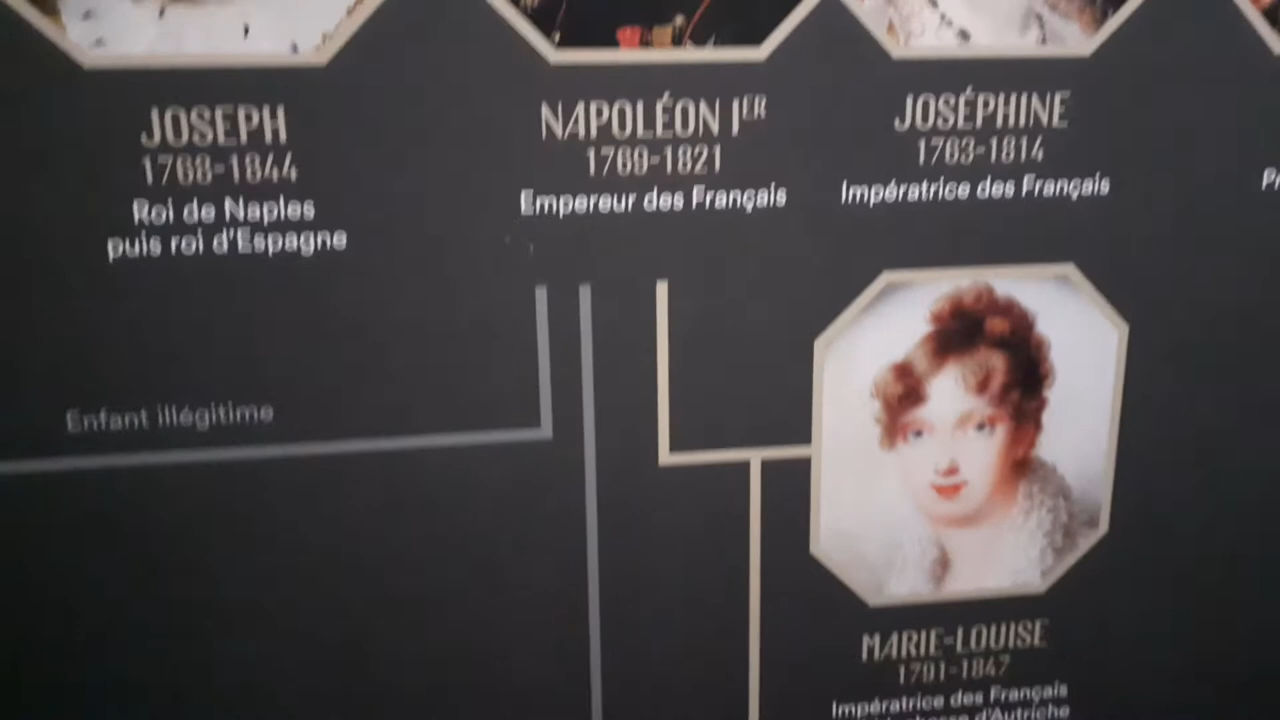 JOSEPH
1768-1844
Roi de Naples
puis roi d'Espagne
NAPOLÉON IER
1769-1821
Empereur des Français
JOSÉPHINE
1763-1814
Impératrice des Français
Enfant illégitime
MARIE-LOUISE
1791-1847
Impératrice des Français
d'Autriche